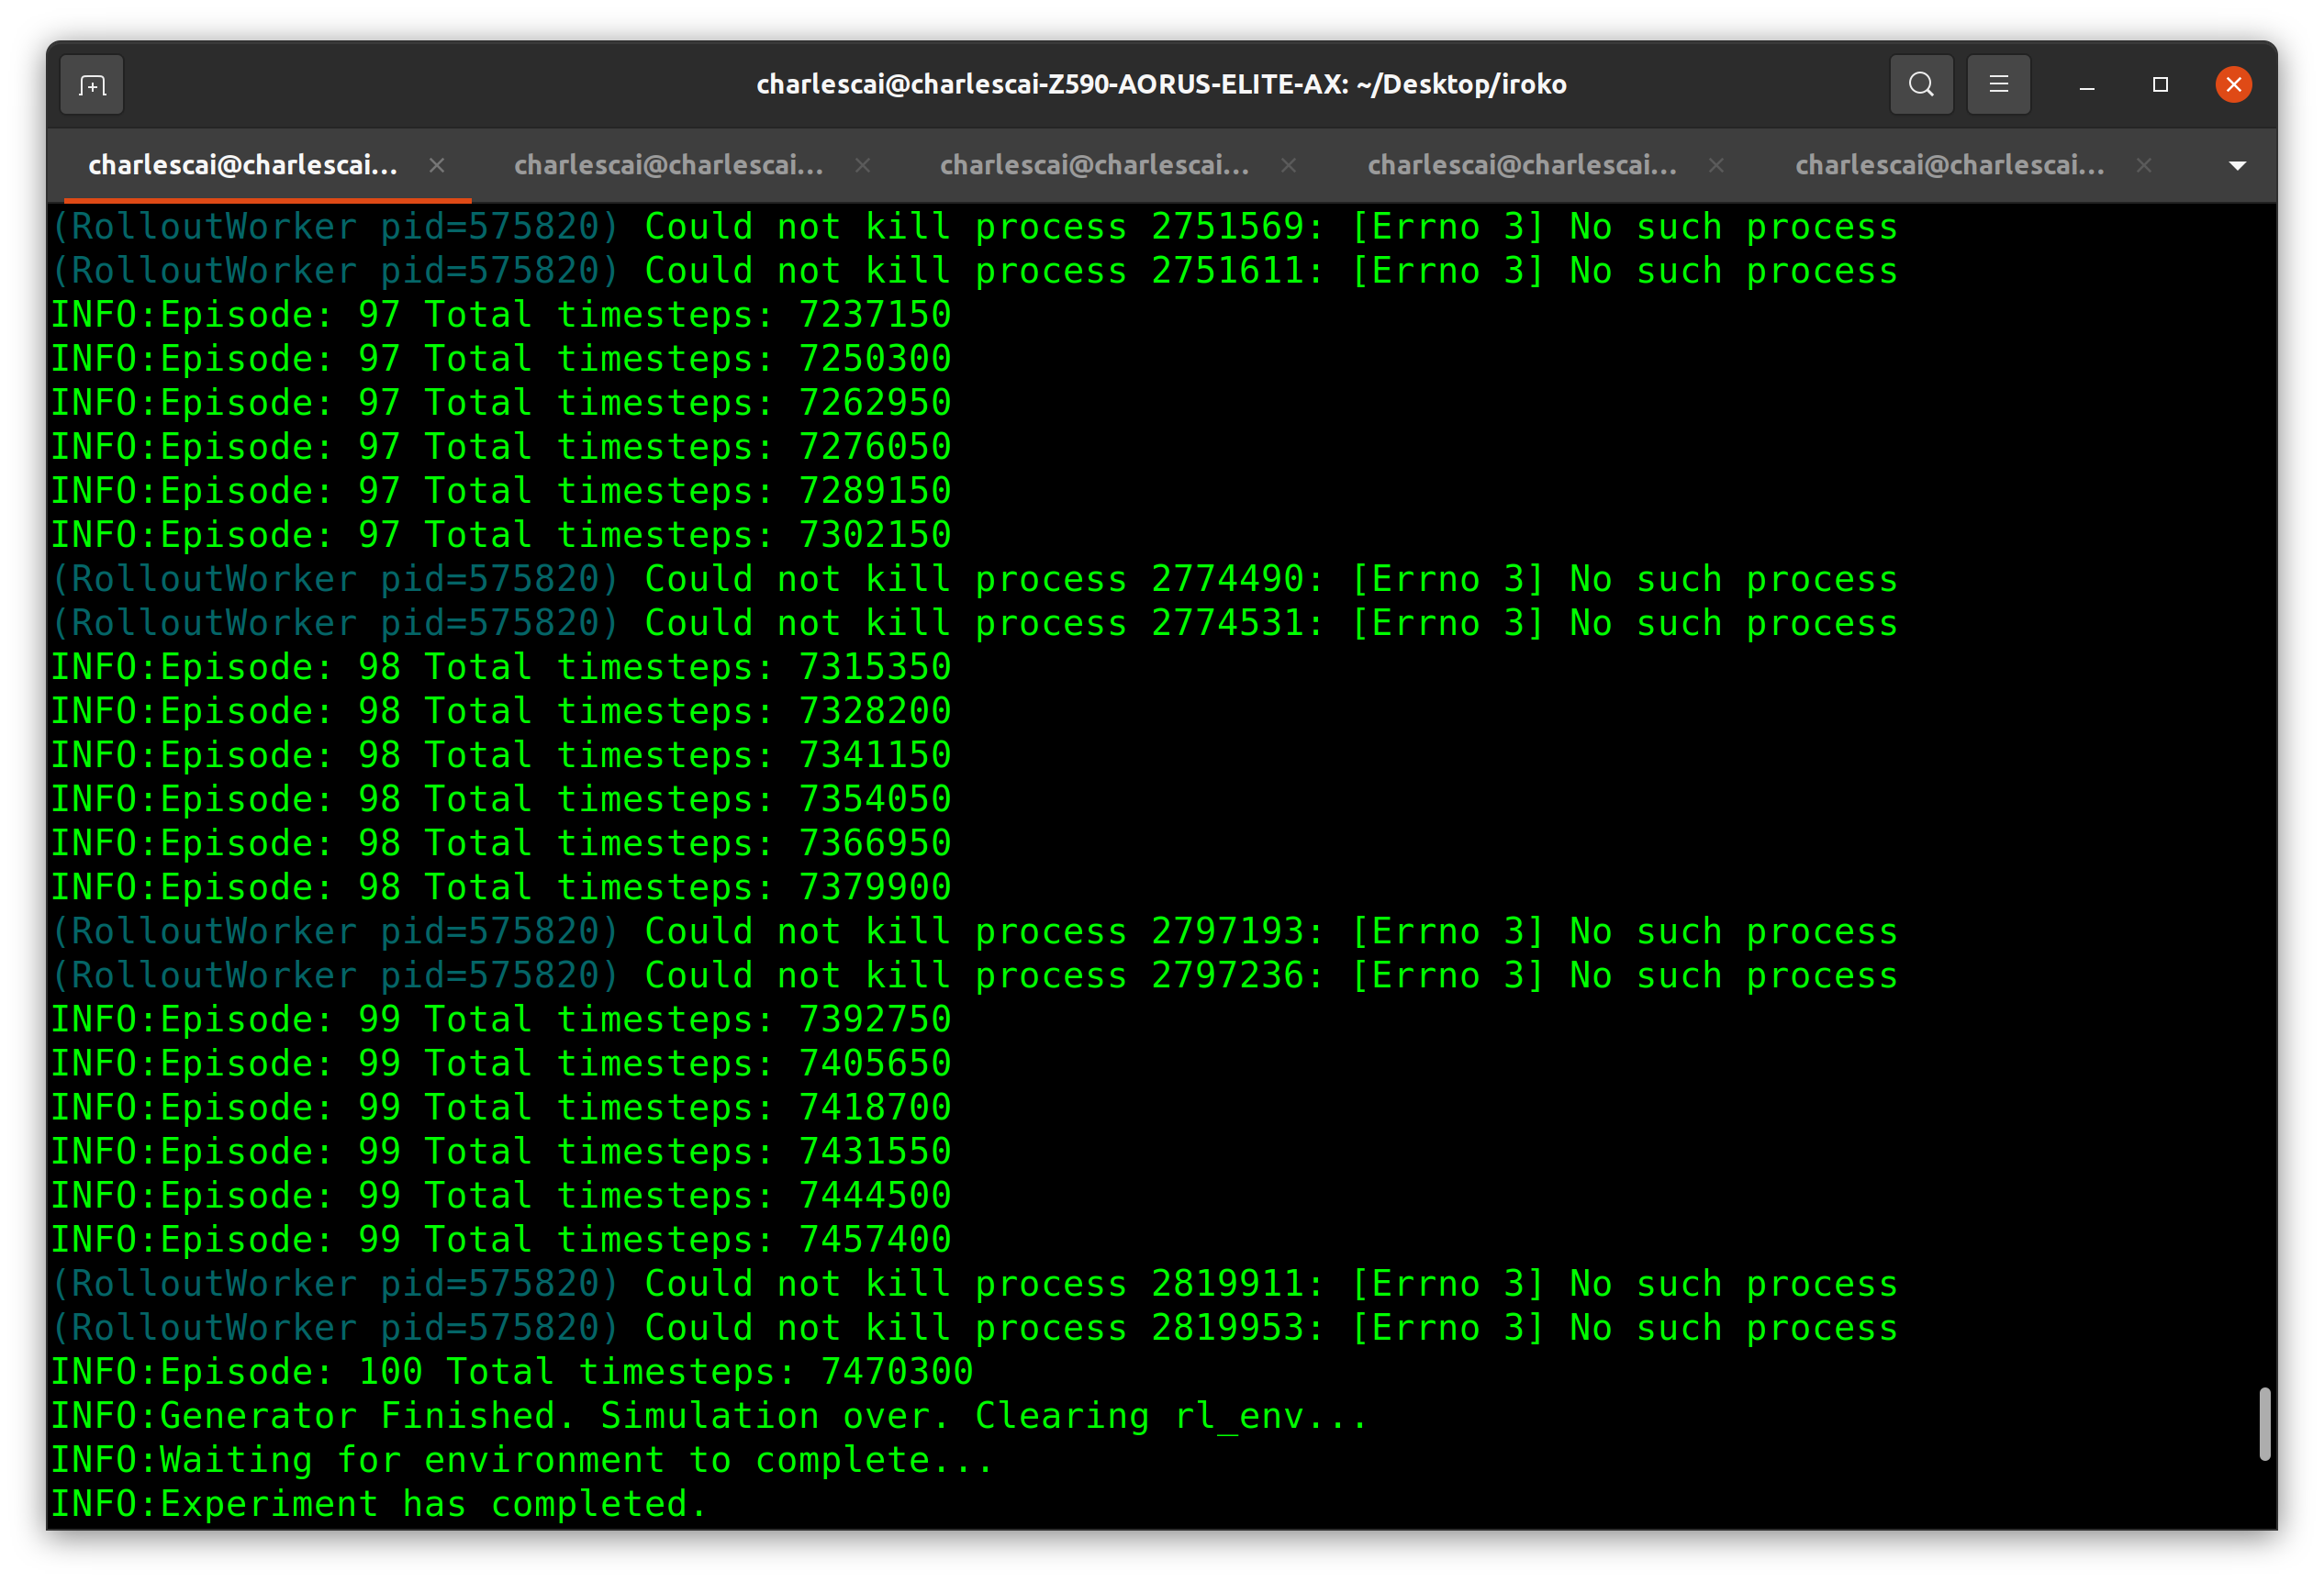 charlescai@charlescai-Z590-AORUS-ELITE-AX: ~/Desktop/iroko
charlescai@charlescai... charlescai@charlescai... charlescai@charlescai... charlescai@charlescai... charlescai@charlescai...
(RolloutWorker pid=575820) Could not kill process 2751569: [Errno 3] No such process
(RolloutWorker pid=575820) Could not kill process 2751611: [Errno 3] No such process
INFO:Episode: 97 Total timesteps: 7237150
INFO:Episode: 97 Total timesteps: 7250300
INFO:Episode: 97 Total timesteps: 7262950
INFO:Episode: 97 Total timesteps: 7276050
INFO:Episode: 97 Total timesteps: 7289150
INFO:Episode: 97 Total timesteps: 7302150
(RolloutWorker pid=575820) Could not kill process 2774490: [Errno 3] No such process
(RolloutWorker pid=575820) Could not kill process 2774531: [Errno 3] No such process
INFO:Episode: 98 Total timesteps: 7315350
INFO:Episode: 98 Total timesteps: 7328200
INFO:Episode: 98 Total timesteps: 7341150
INFO:Episode: 98 Total timesteps: 7354050
INFO:Episode: 98 Total timesteps: 7366950
INFO:Episode: 98 Total timesteps: 7379900
(RolloutWorker pid=575820) Could not kill process 2797193: [Errno 3] No such process
(RolloutWorker pid=575820) Could not kill process 2797236: [Errno 3] No such process
INFO:Episode: 99 Total timesteps: 7392750
INFO:Episode: 99 Total timesteps: 7405650
INFO:Episode: 99 Total timesteps: 7418700
INFO:Episode: 99 Total timesteps: 7431550
INFO:Episode: 99 Total timesteps: 7444500
INFO:Episode: 99 Total timesteps: 7457400
(RolloutWorker pid=575820) Could not kill process 2819911: [Errno 3] No such process
(RolloutWorker pid=575820) Could not kill process 2819953: [Errno 3] No such process
INFO:Episode: 100 Total timesteps: 7470300
INFO:Generator Finished. Simulation over. Clearing rl_env...
INFO:Waiting for environment to complete...
INFO:Experiment has completed.